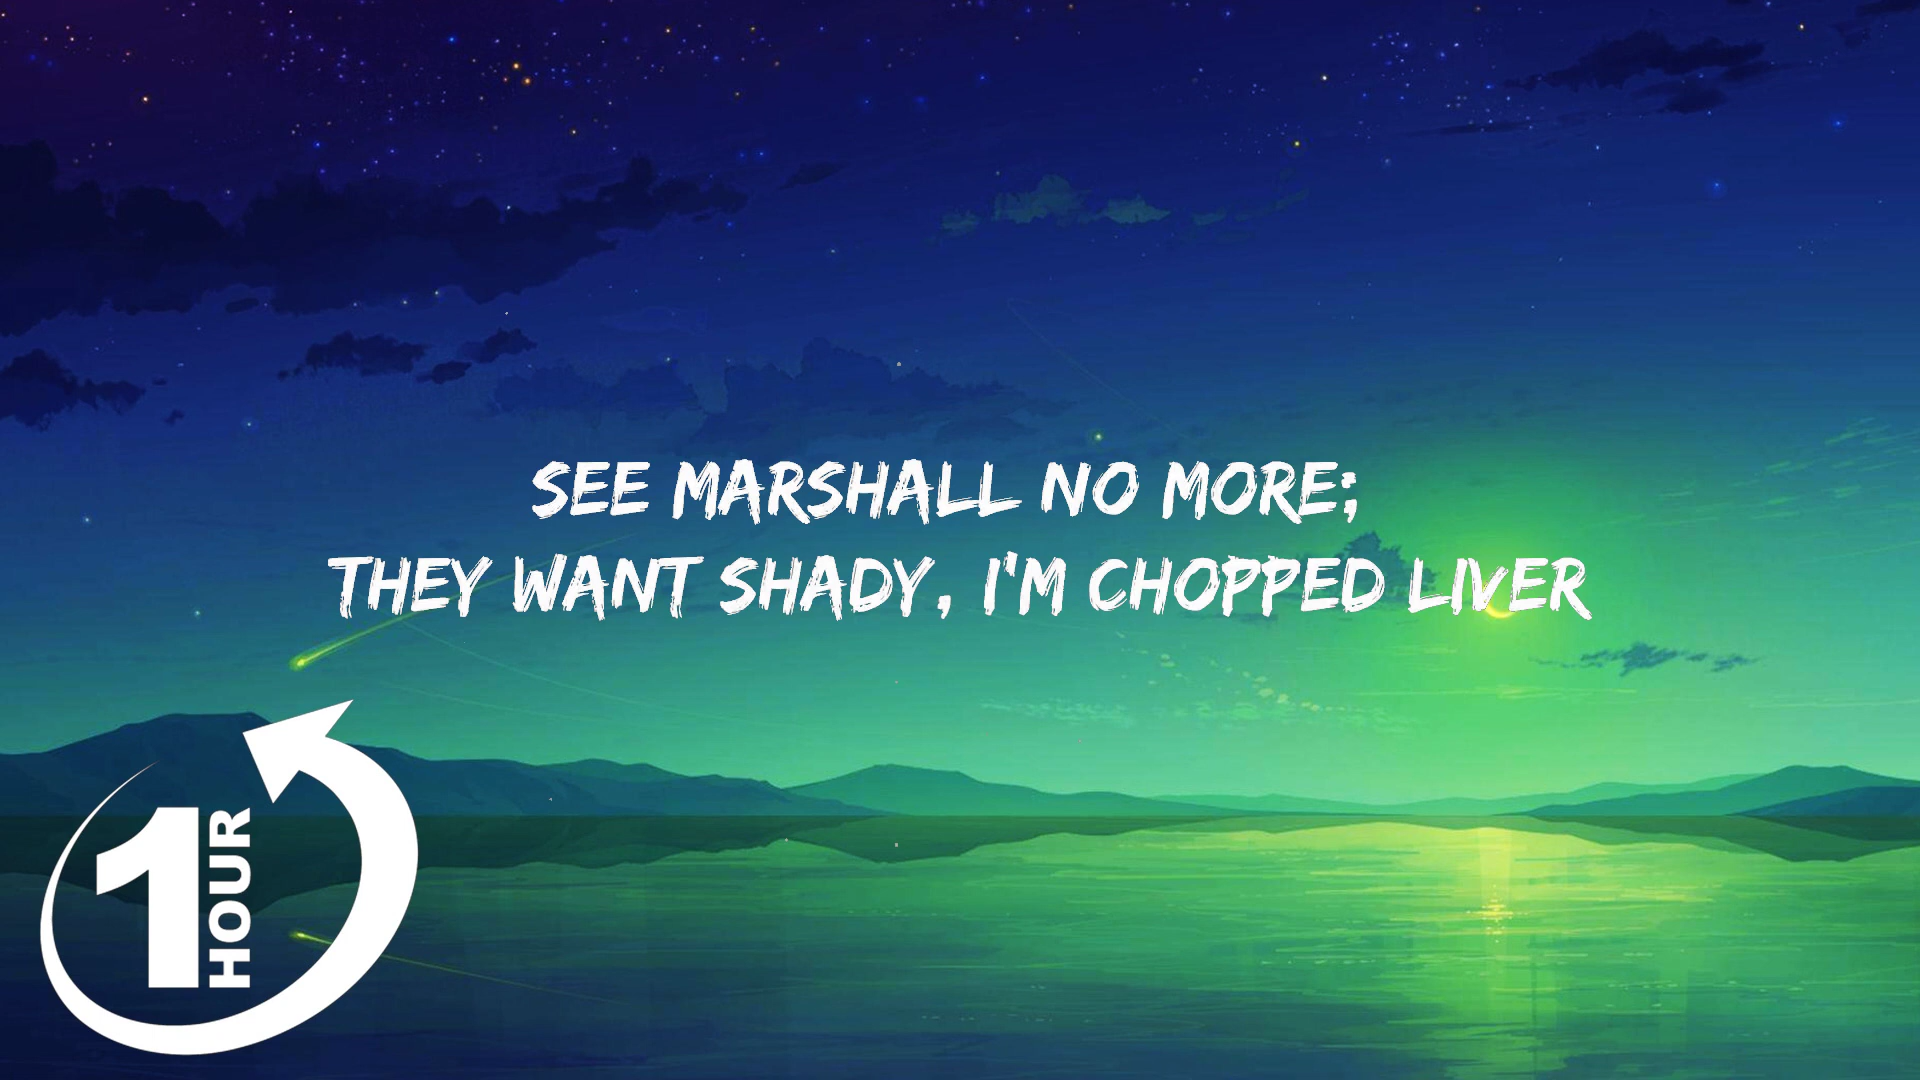 SEE MARSHALL NO MORE;
THEY WANT SHADY, I'M CHOPPED LIVER
1
HOUR